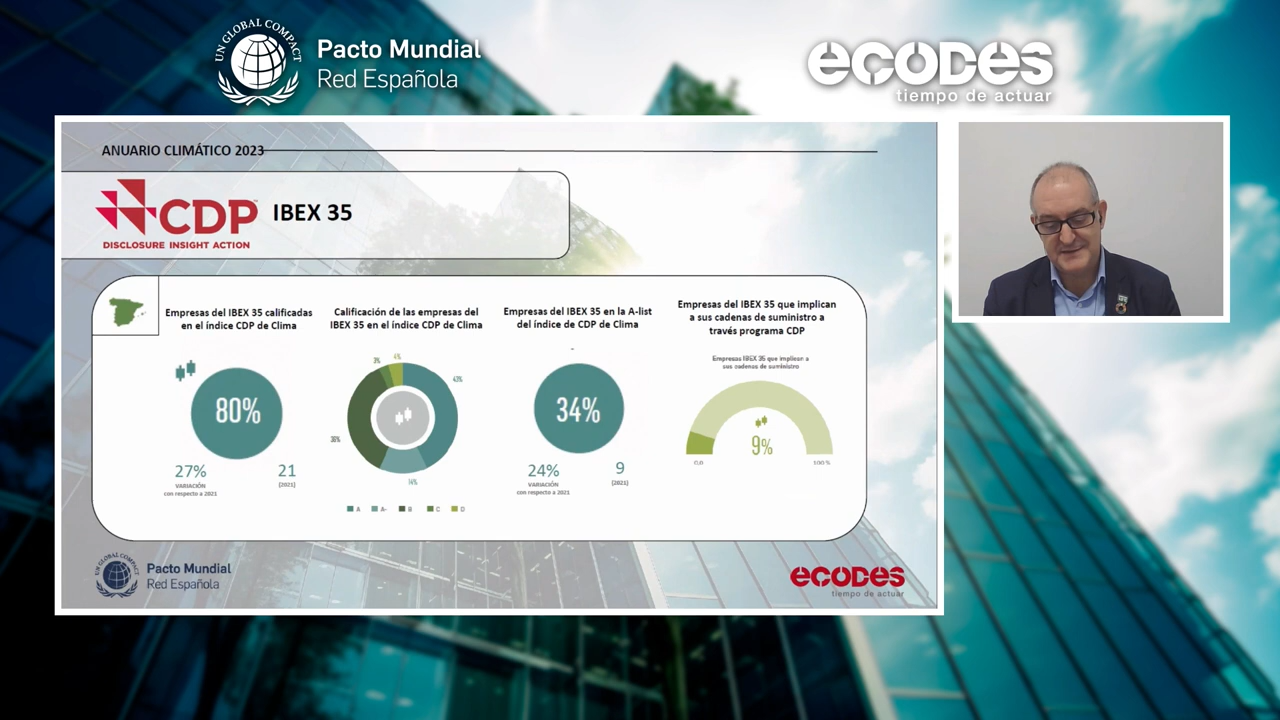 UN GLOBAL COMPACT
Pacto Mundial
Red Española
ecodes
tiempo de actuar
ANUARIO CLIMÁTICO 2023
CDP
DISCLOSURE INSIGHT ACTION
IBEX 35
Empresas del IBEX 35 calificadas
en el índice CDP de Clima
80%
27%
VARIACIÓN
con respecto a 2021
21
(2021)
Calificación de las empresas del
IBEX 35 en el índice CDP de Clima
3%
4%
43%
36%
14%
A A- B C D
Empresas del IBEX 35 en la A-list
del índice de CDP de Clima
-
34%
24%
VARIACIÓN
con respecto a 2021
9
(2021)
Empresas del IBEX 35 que implican
a sus cadenas de suministro a
través programa CDP
Empresas IBEX 35 que implican a
sus cadenas de suministro
9%
100%
UN GLOBAL COMPACT
Pacto Mundial
Red Española
ecodes
tiempo de actuar